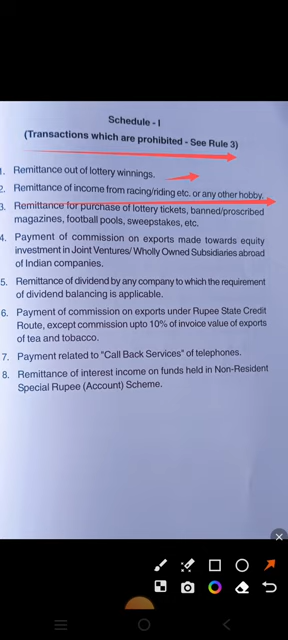 Schedule - I
(Transactions which are prohibited - See Rule 3)
1. Remittance out of lottery winnings.
2. Remittance of income from racing/riding etc. or any other hobby.
3. Remittance for purchase of lottery tickets, banned/proscribed
magazines, football pools, sweepstakes, etc.
4. Payment of commission on exports made towards equity
investment in Joint Ventures/ Wholly Owned Subsidiaries abroad
of Indian companies.
5. Remittance of dividend by any company to which the requirement
of dividend balancing is applicable.
6. Payment of commission on exports under Rupee State Credit
Route, except commission upto 10% of invoice value of exports
of tea and tobacco.
7. Payment related to "Call Back Services" of telephones.
8. Remittance of interest income on funds held in Non-Resident
Special Rupee (Account) Scheme.